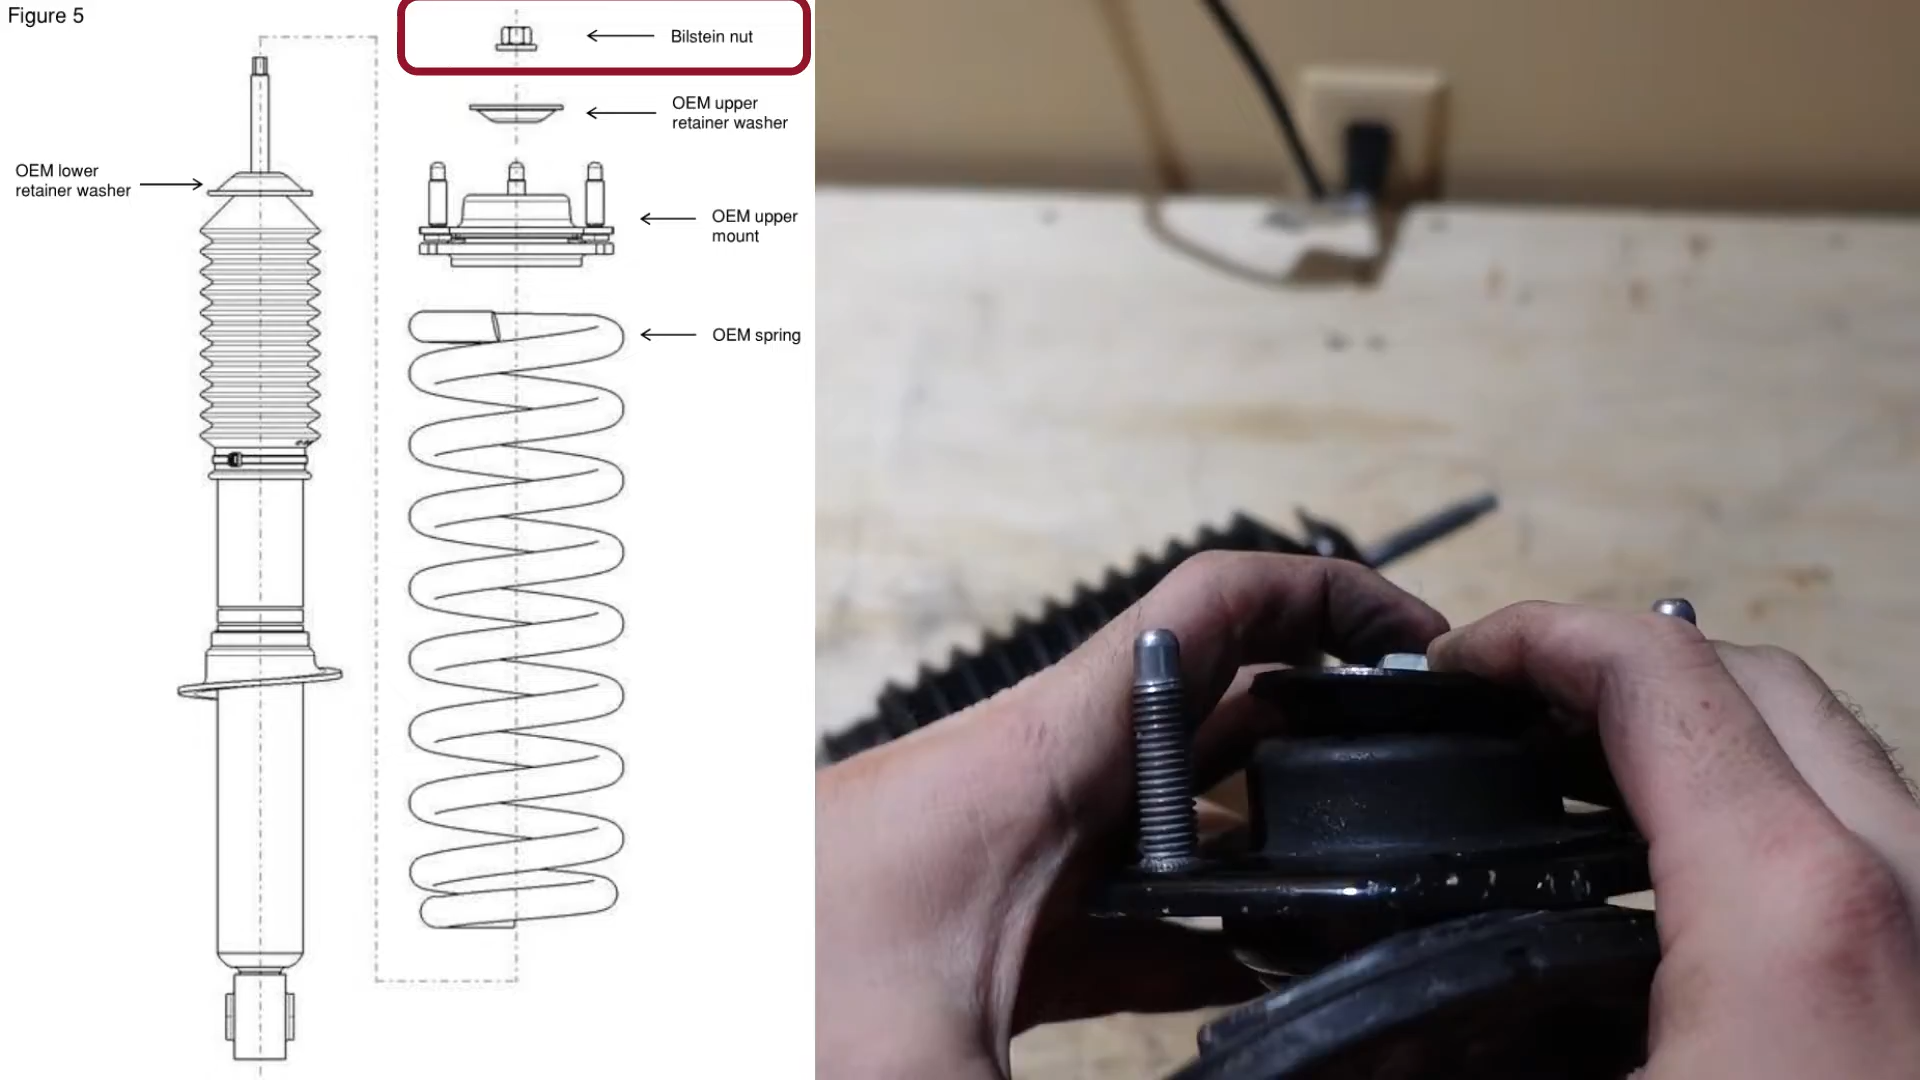 Figure 5
Bilstein nut
OEM upper
retainer washer
OEM lower
retainer washer
OEM upper
mount
OEM spring